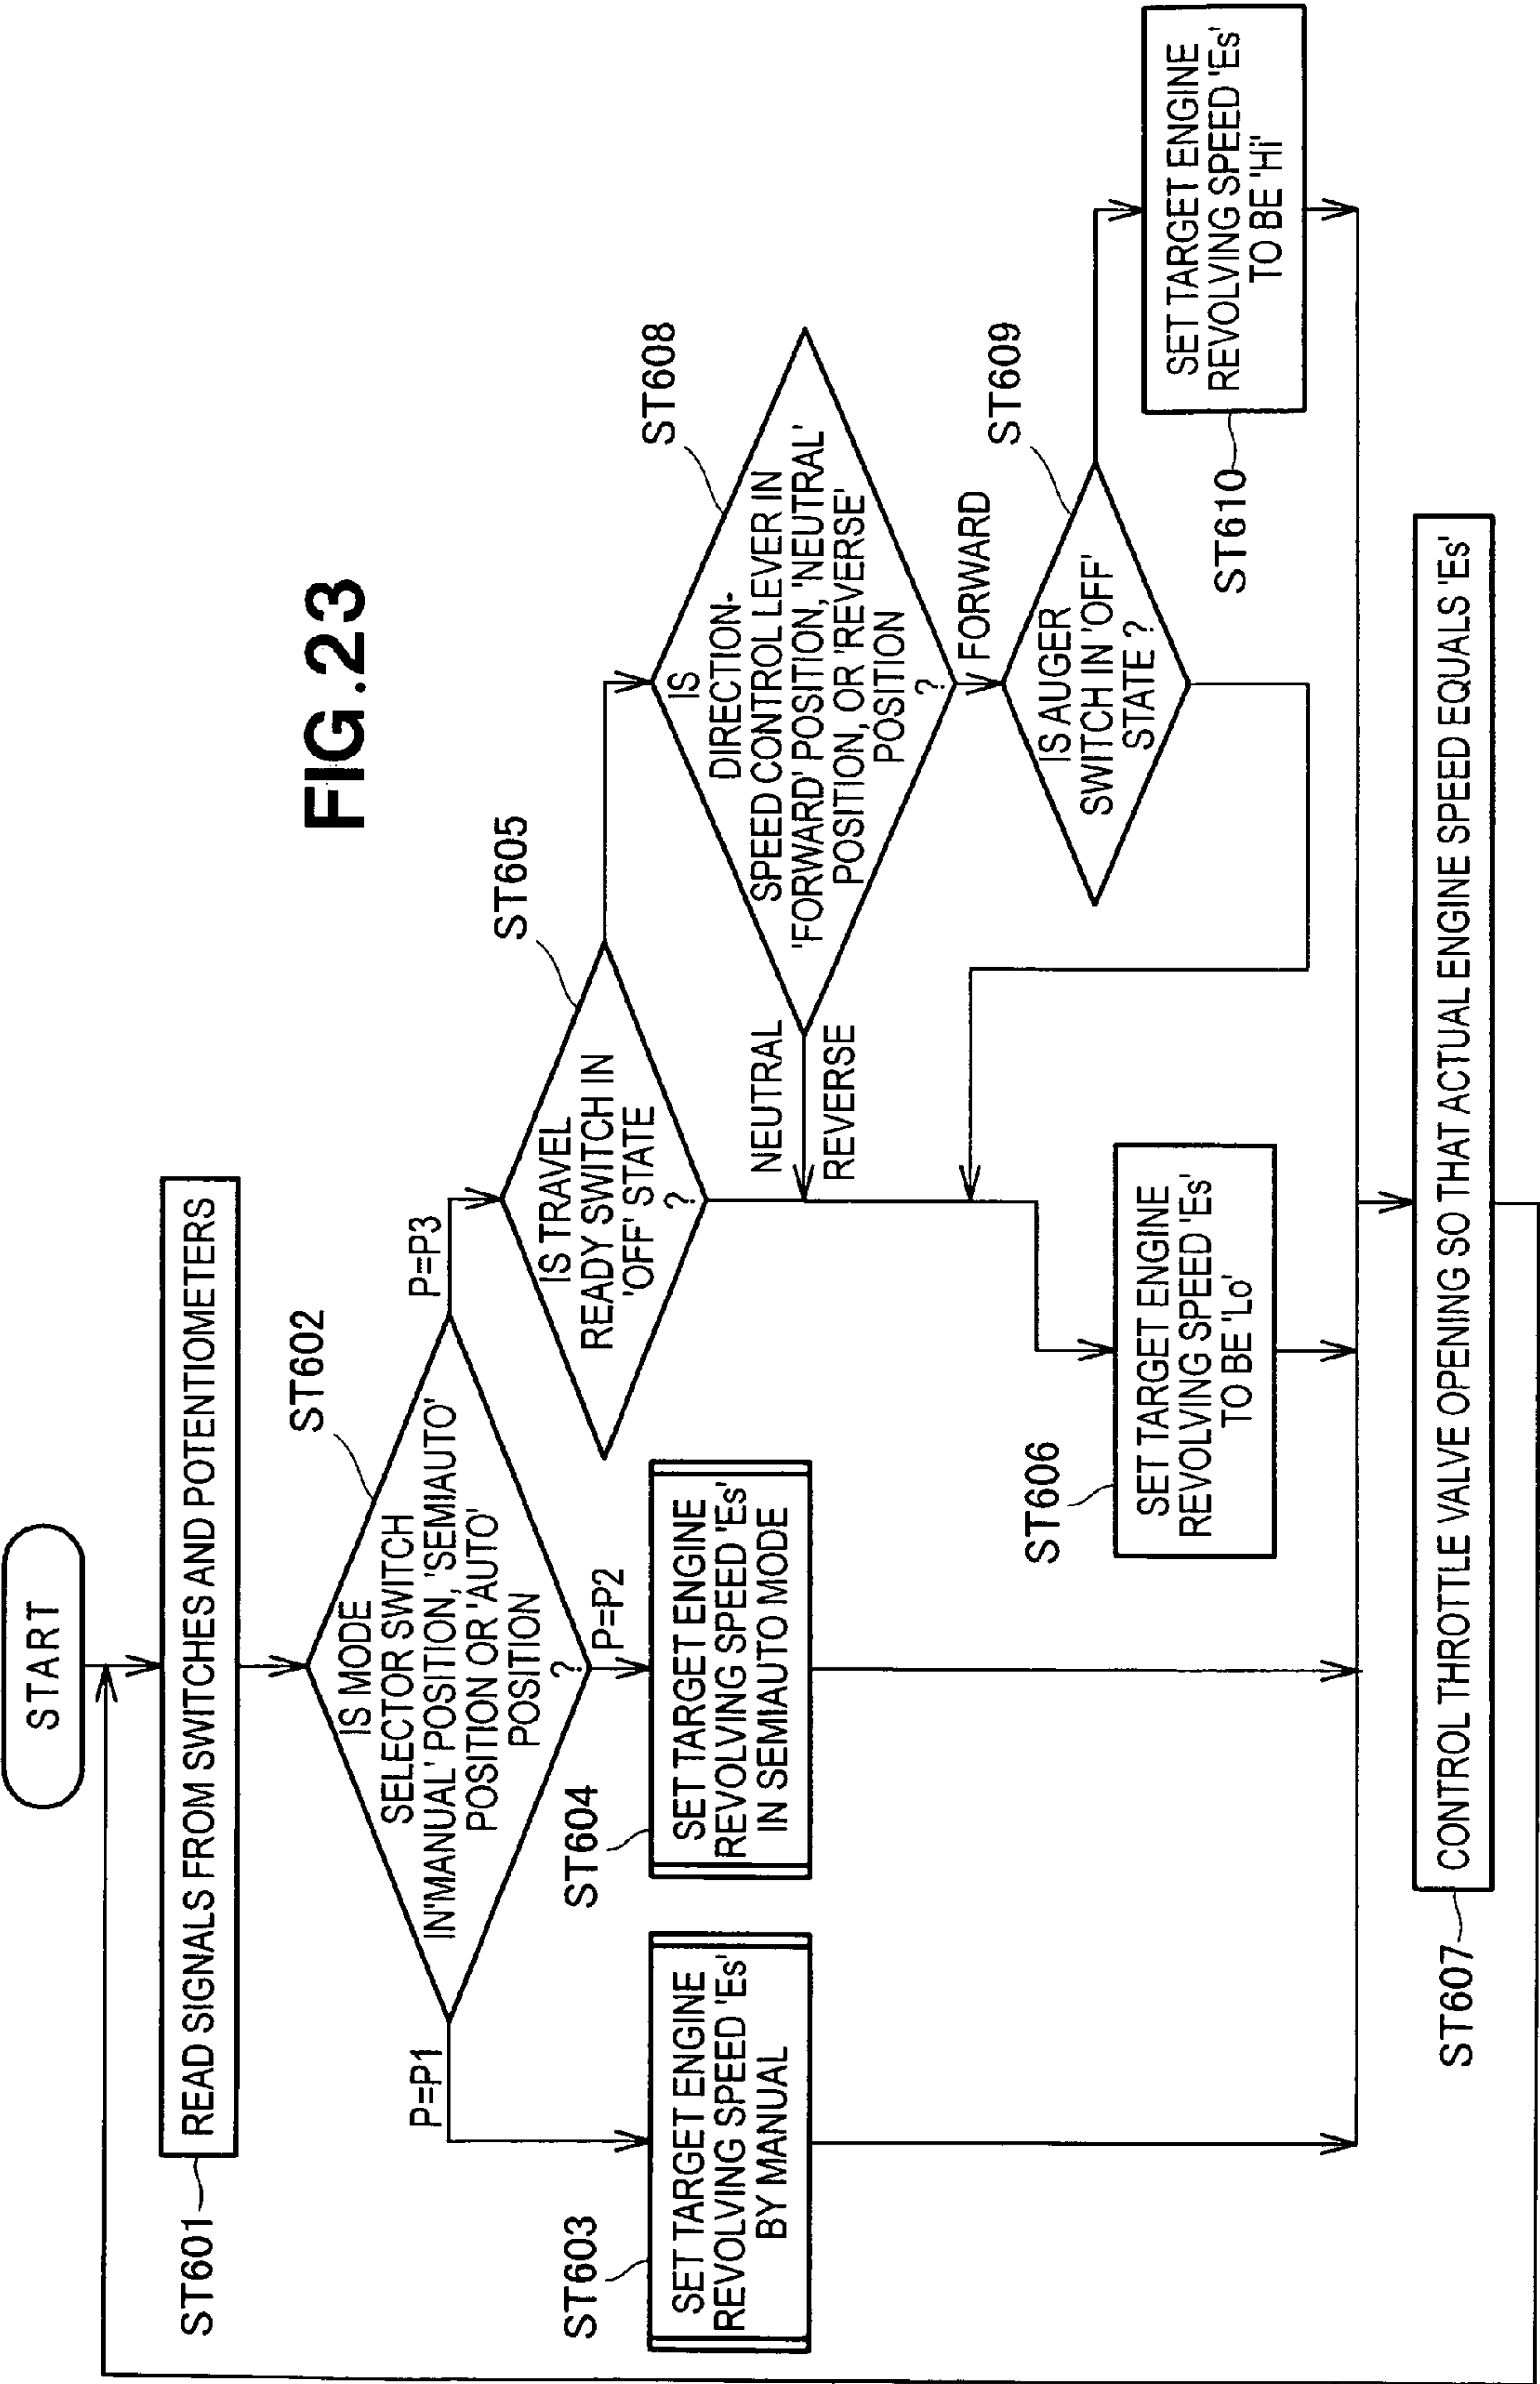 FIG.23
START
READ SIGNALS FROM SWITCHES AND POTENTIOMETERS
ST601
ST602
IS MODE
SELECTOR SWITCH
IN'MANUAL' POSITION, 'SEMIAUTO'
POSITION OR 'AUTO'
POSITION
?
P=P1
P=P2
P=P3
ST603
SET TARGET ENGINE
REVOLVING SPEED 'Es'
BY MANUAL
ST604
SET TARGET ENGINE
REVOLVING SPEED 'Es'
IN SEMIAUTO MODE
ST605
IS TRAVEL
READY SWITCH IN
'OFF' STATE
?
ST608
IS
DIRECTION-
SPEED CONTROL LEVER IN
'FORWARD' POSITION, 'NEUTRAL'
POSITION, OR 'REVERSE'
POSITION
?
NEUTRAL
REVERSE
FORWARD
ST609
IS AUGER
SWITCH IN 'OFF'
STATE ?
ST606
SET TARGET ENGINE
REVOLVING SPEED 'Es'
TO BE 'Lo'
ST610
SET TARGET ENGINE
REVOLVING SPEED 'Es'
TO BE 'Hi'
ST607
CONTROL THROTTLE VALVE OPENING SO THAT ACTUAL ENGINE SPEED EQUALS 'Es'